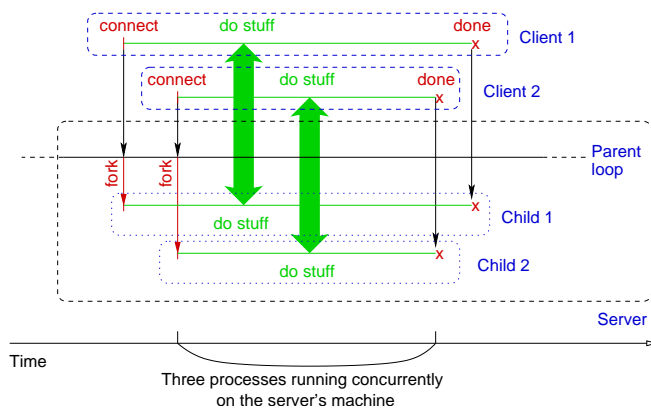 connect
do stuff
done
Client 1
x
connect
do stuff
done
Client 2
x
Parent
loop
fork
fork
x
do stuff
Child 1
x
do stuff
Child 2
Server
Time
Three processes running concurrently
on the server's machine